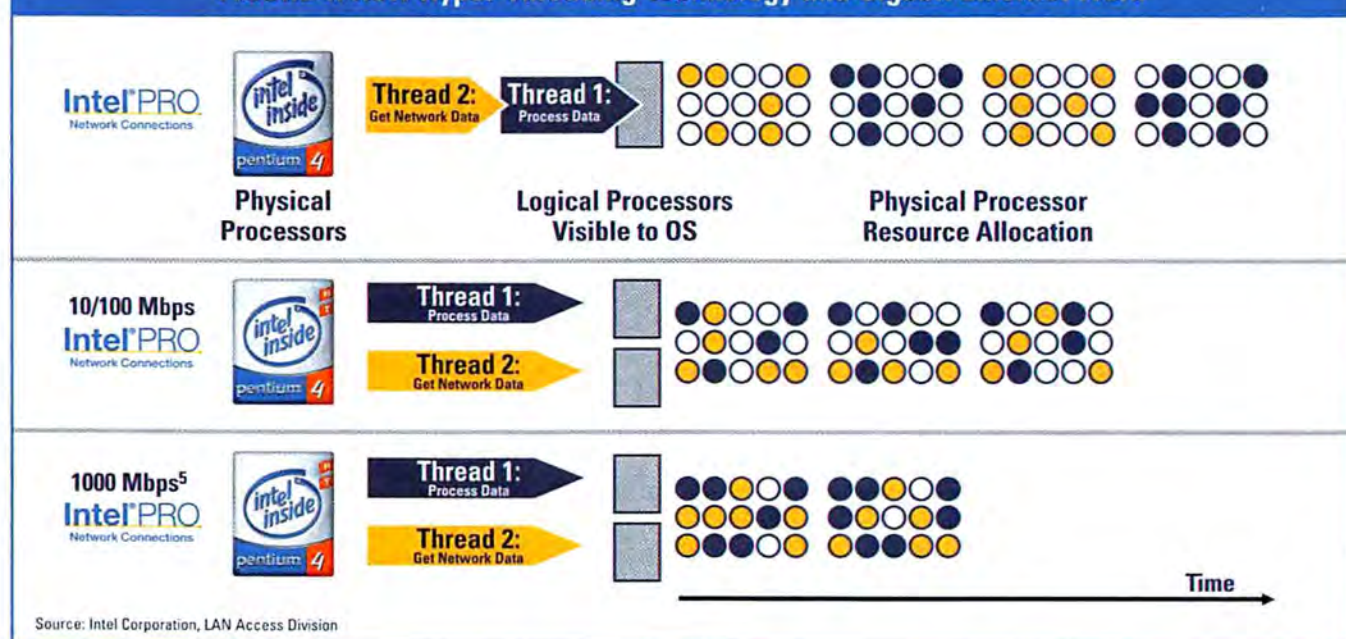 Intel®PRO
Network Connections
intel
inside
pentium 4
Thread 2:
Get Network Data
Thread 1:
Process Data
Physical
Processors
Logical Processors
Visible to OS
Physical Processor
Resource Allocation
10/100 Mbps
Intel®PRO
Network Connections
HT
intel
inside
pentium 4
Thread 1:
Process Data
Thread 2:
Get Network Data
1000 Mbps5
Intel®PRO
Network Connections
HT
intel
inside
pentium 4
Thread 1:
Process Data
Thread 2:
Get Network Data
Time
Source: Intel Corporation, LAN Access Division